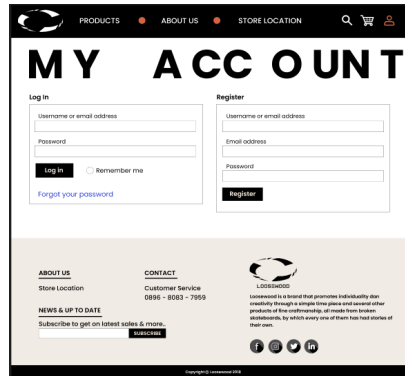 PRODUCTS ABOUT US STORE LOCATION
MY ACCOUNT
Log In
Username or email address
Password
Log in Remember me
Forgot your password
Register
Username or email address
Email address
Password
Register
ABOUT US
Store Location
CONTACT
Customer Service
0896 - 8083 - 7959
NEWS & UP TO DATE
Subscribe to get on latest sales & more..
SUBSCRIBE
LOOSEWOOD
Loosewood is a brand that promotes individuality dan
creativity through a simple time piece and several other
products of fine craftmanship, all made from broken
skateboards, by which every one of them has had stories of
their own.
Copyright © Loosewood 2018